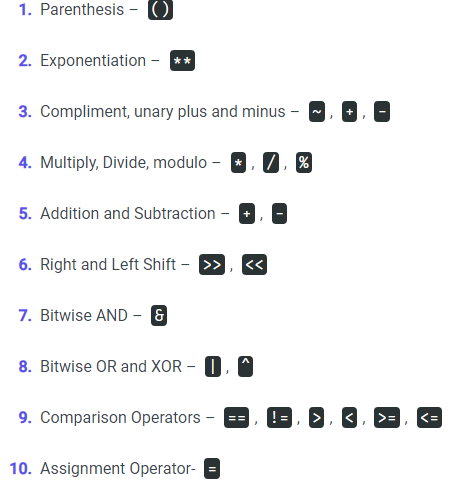 1. Parenthesis – ()
2. Exponentiation – **
3. Compliment, unary plus and minus – ~ , + , -
4. Multiply, Divide, modulo – * , / , %
5. Addition and Subtraction – + , -
6. Right and Left Shift – >> , <<
7. Bitwise AND – &
8. Bitwise OR and XOR – | , ^
9. Comparison Operators – == , != , > , < , >= , <=
10. Assignment Operator- =